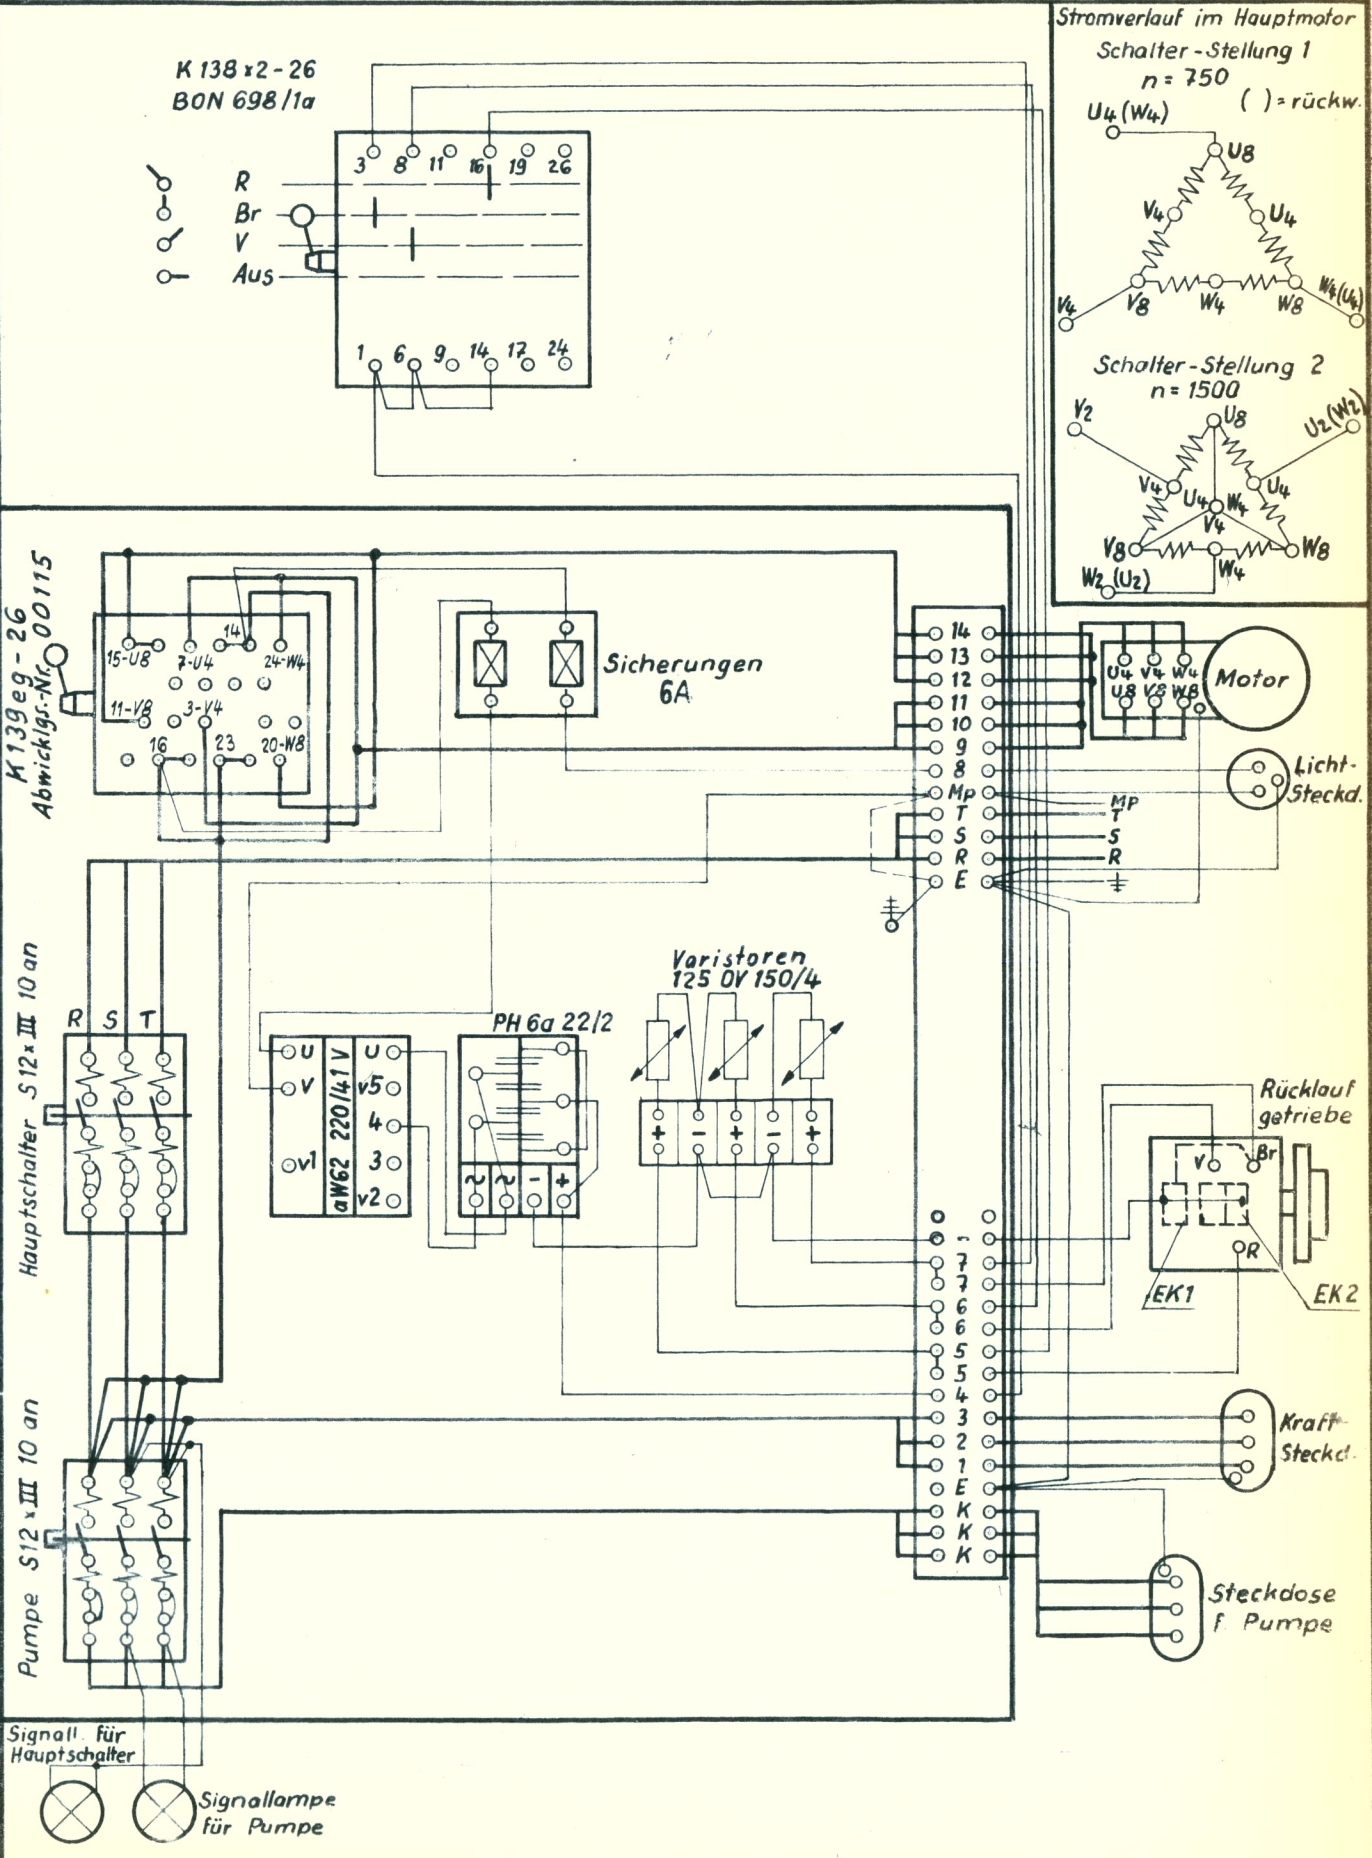 Stromverlauf im Hauptmotor
Schalter-Stellung 1
n = 750
( ) = rückw.
U4 (W4)
U8
V4
U4
V4
V8
W4
W8
W4(U4)
Schalter-Stellung 2
n = 1500
V2
U8
U2(W2)
V4
U4
W4
U4
V4
V8
W8
W4
W2 (U2)
K 138 x 2 - 26
BON 698/1a
3 8 11 16 19 26
R
Br
V
Aus
1 6 9 14 17 24
K 139 eg - 26
Abwicklgs.-Nr. 00115
14
15-U8 7-U4 24-W4
11-V8 3-V4
16 23 20-W8
Sicherungen
6A
14
13
12
11
10
9
8
Mp
T
S
R
E
U4 V4 W4
U8 V8 W8
Motor
Licht-
Steckd.
MP
T
S
R
Hauptschalter S12 x III 10 an
R S T
U
V
v1
aW62 220/41 V
U
v5
4
3
v2
PH 6a 22/2
~ ~ - +
Varistoren
125 OV 150/4
+ - + - +
-
7
7
6
6
5
5
4
3
2
1
E
K
K
K
Rücklauf
getriebe
V
Br
R
EK1
EK2
Kraft-
Steckd.
Steckdose
f. Pumpe
Pumpe S12 x III 10 an
Signall. für
Hauptschalter
Signallampe
für Pumpe